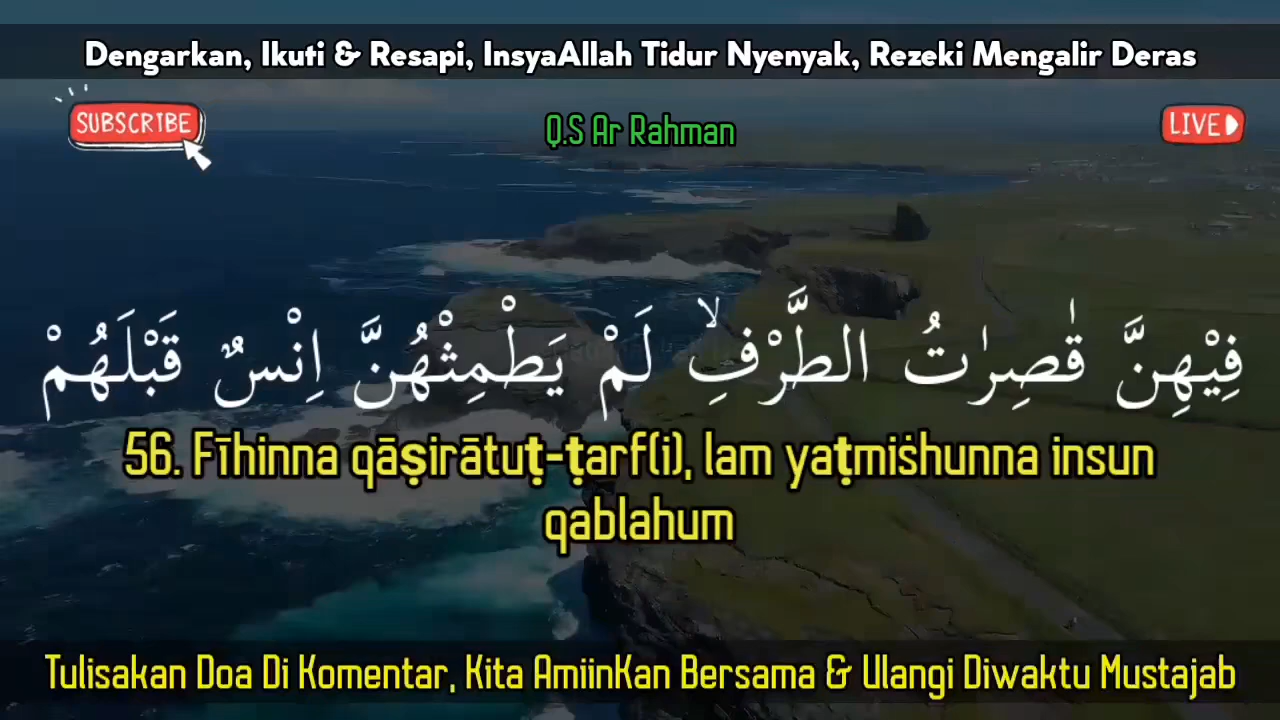 Dengarkan, Ikuti & Resapi, InsyaAllah Tidur Nyenyak, Rezeki Mengalir Deras
SUBSCRIBE
Q.S Ar Rahman
LIVE
فِيْهِنَّ قٰصِرٰتُ الطَّرْفِۙ لَمْ يَطْمِثْهُنَّ اِنْسٌ قَبْلَهُمْ
56. Fīhinna qāṣirātuṭ-ṭarf(i), lam yaṭmiṡhunna insun
qablahum
Tulisakan Doa Di Komentar, Kita AmiinKan Bersama & Ulangi Diwaktu Mustajab